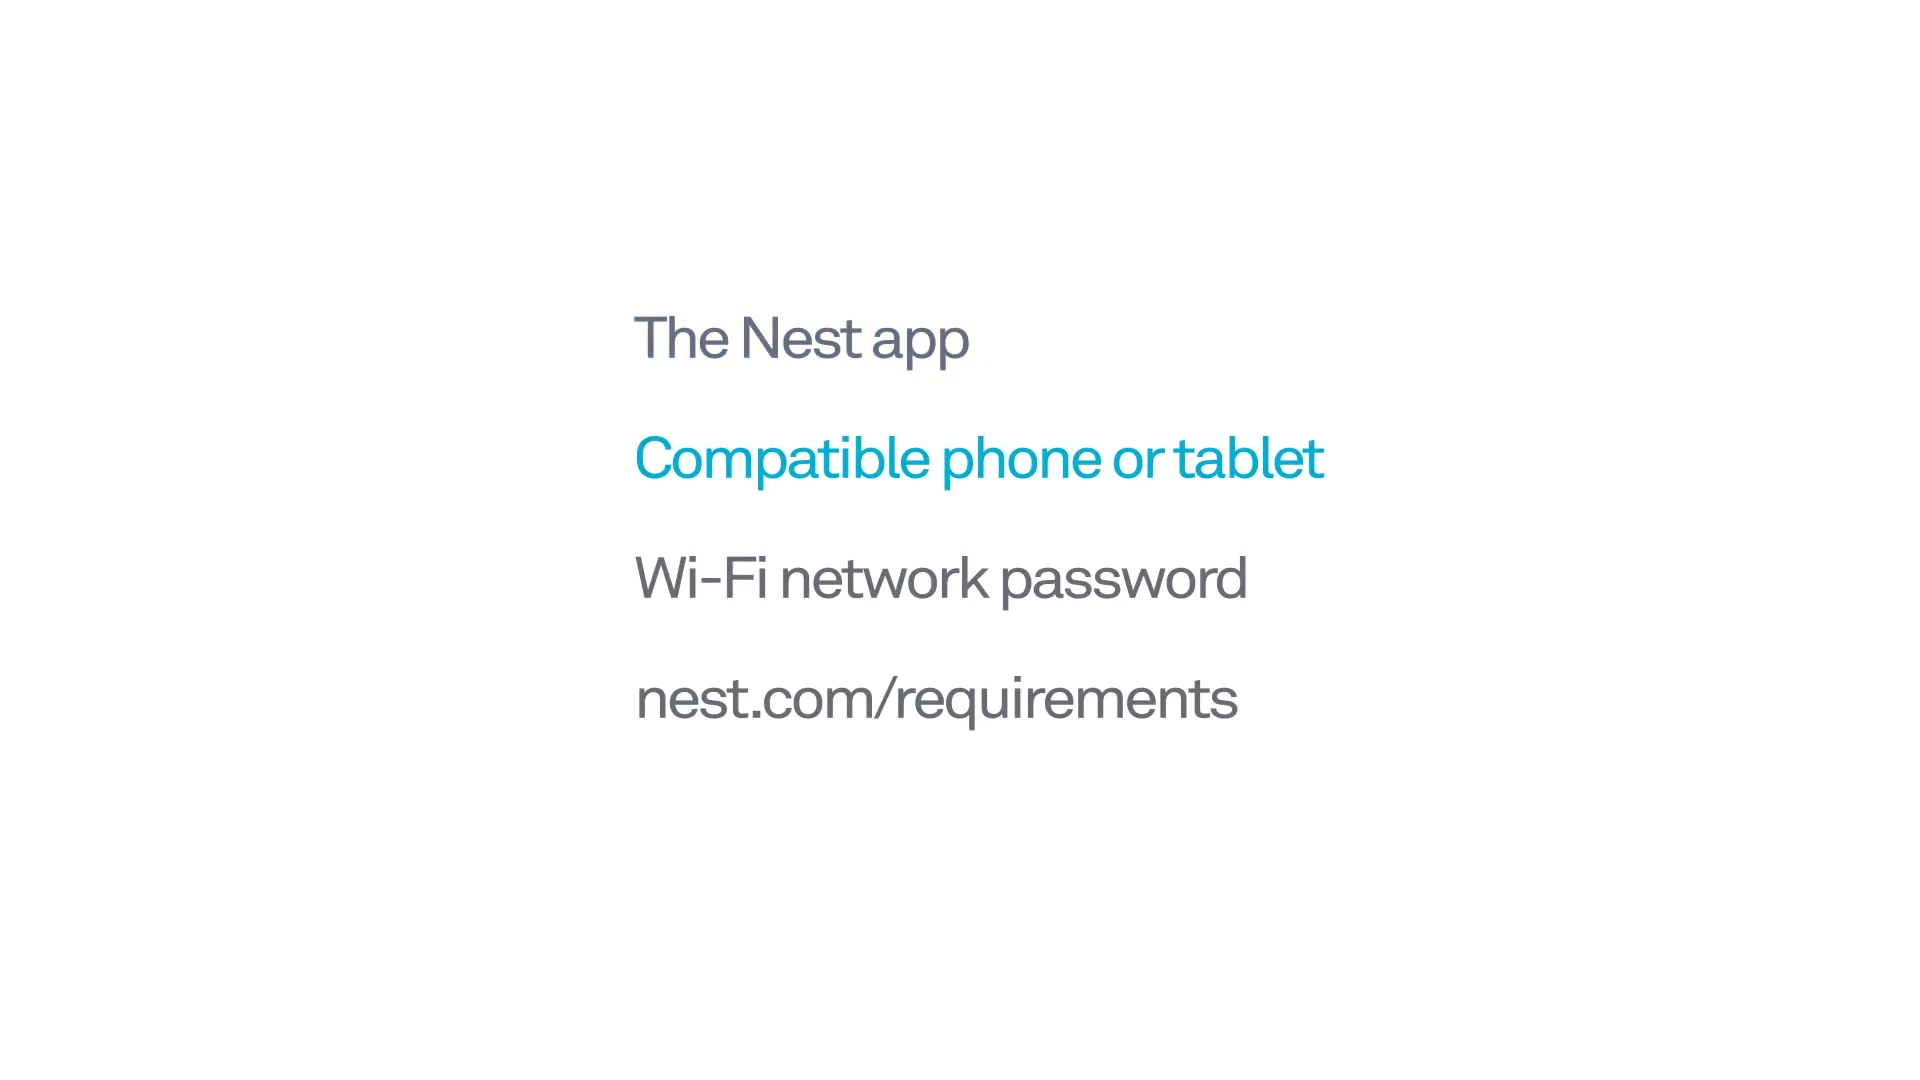 The Nest app
Compatible phone or tablet
Wi-Fi network password
nest.com/requirements